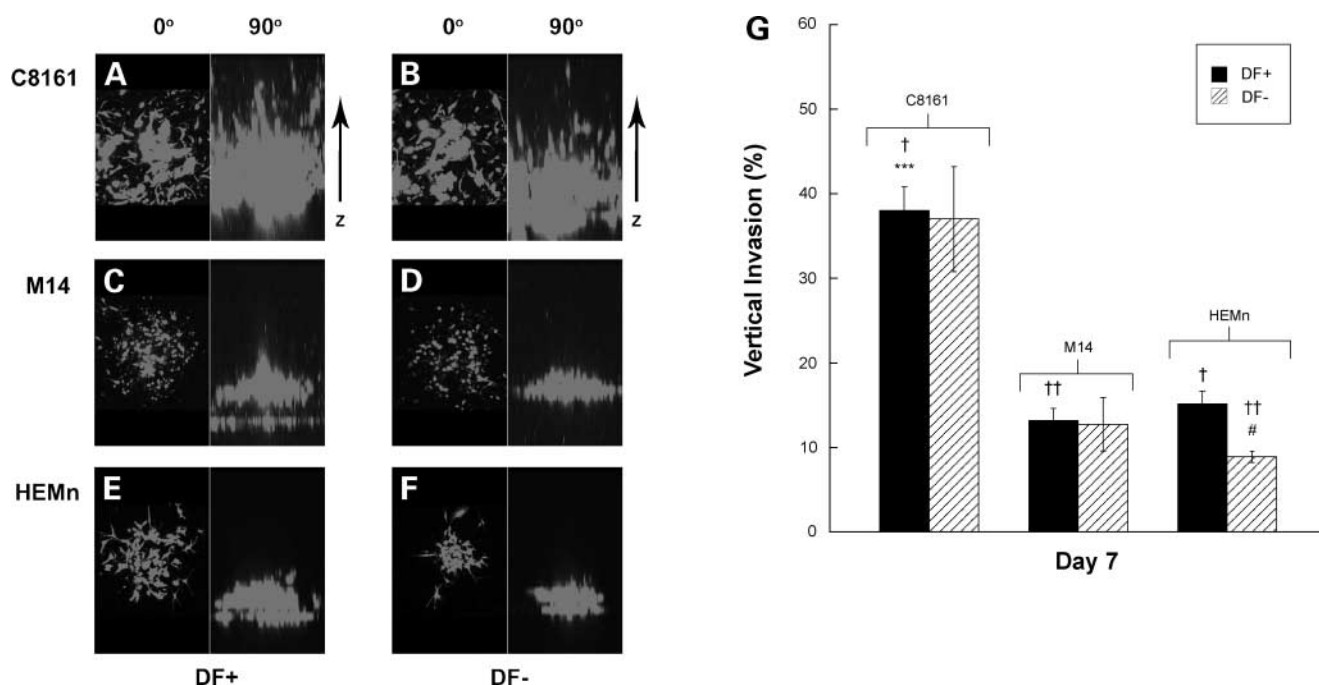 0° 90° 0° 90°
C8161 A B
z z
M14 C D
HEMn E F
DF+ DF-
G
60
50
40
30
20
10
0
Vertical Invasion (%)
DF+
DF-
C8161
†
***
M14
††
HEMn
†
††
#
Day 7